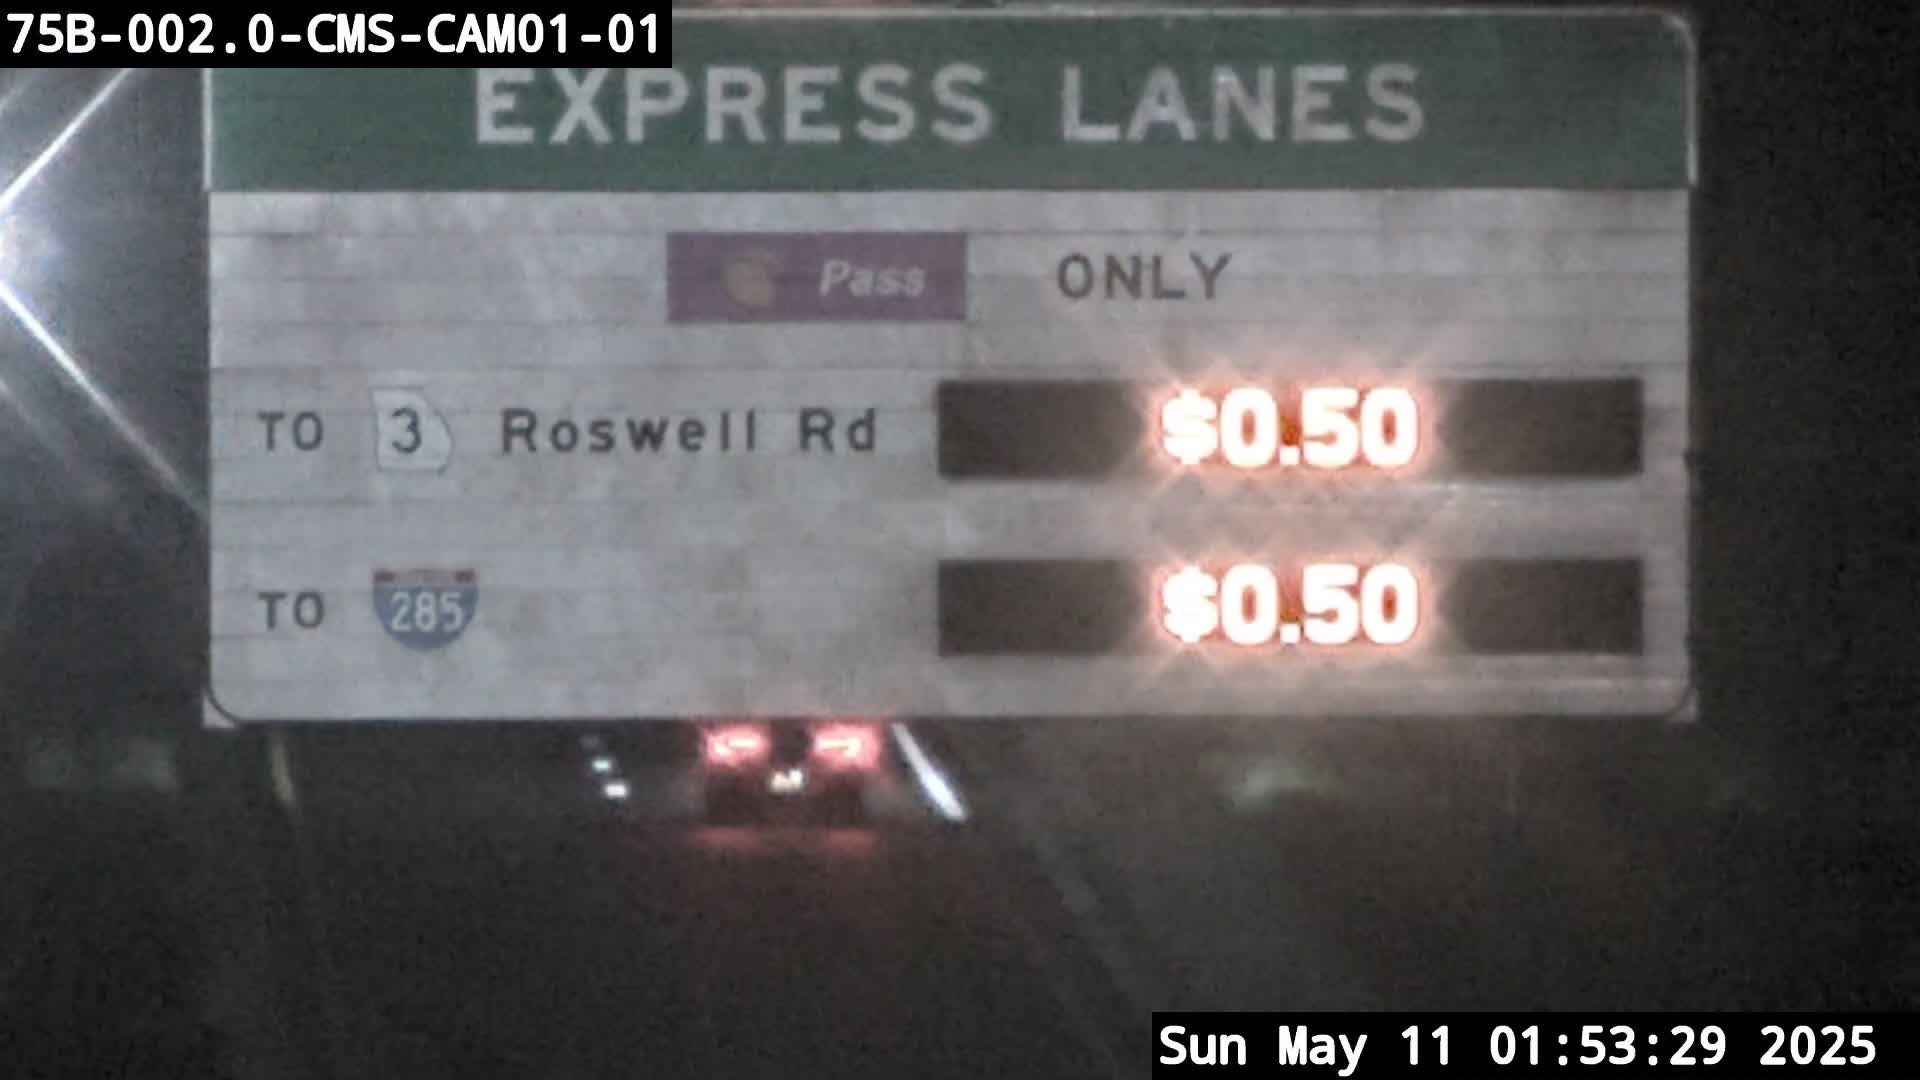 75B-002.0-CMS-CAM01-01
EXPRESS LANES
Pass ONLY
TO 3 Roswell Rd $0.50
TO 285 $0.50
Sun May 11 01:53:29 2025